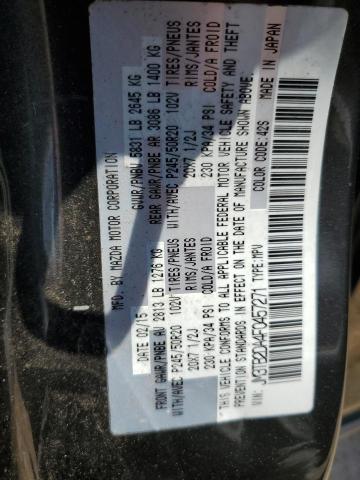 MFD. BY MAZDA MOTOR CORPORATION
DATE 02/15 GVWR/PNBV 5831 LB 2645 KG
FRONT GAWR/PNBE AV 2813 LB 1276 KG REAR GAWR/PNBE AR 3086 LB 1400 KG
WITH/AVEC P245/50R20 102V TIRES/PNEUS WITH/AVEC P245/50R20 102V TIRES/PNEUS
20X7 1/2J RIMS/JANTES 20X7 1/2J RIMS/JANTES
230 KPA/34 PSI COLD/A FROID 230 KPA/34 PSI COLD/A FROID
THIS VEHICLE CONFORMS TO ALL APPLICABLE FEDERAL MOTOR VEHICLE SAFETY AND THEFT
PREVENTION STANDARDS IN EFFECT ON THE DATE OF MANUFACTURE SHOWN ABOVE.
VIN: TYPE:MPV COLOR CODE:42S MADE IN JAPAN